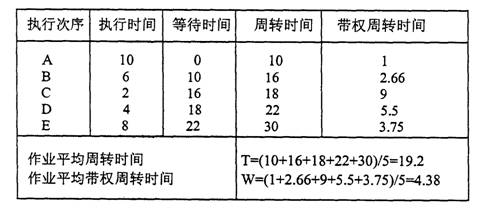 执行次序 执行时间 等待时间 周转时间 带权周转时间
A 10 0 10 1
B 6 10 16 2.66
C 2 16 18 9
D 4 18 22 5.5
E 8 22 30 3.75
作业平均周转时间 T=(10+16+18+22+30)/5=19.2
作业平均带权周转时间 W=(1+2.66+9+5.5+3.75)/5=4.38